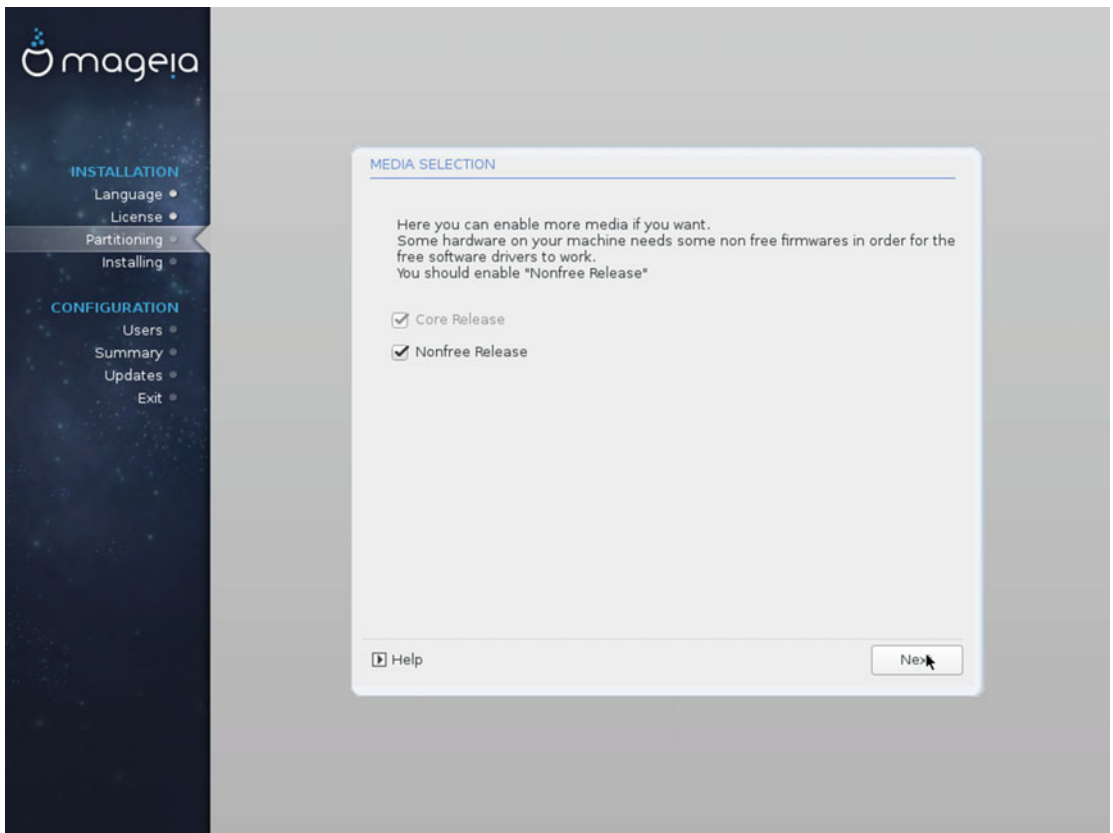 mageia
INSTALLATION
Language
License
Partitioning
Installing
CONFIGURATION
Users
Summary
Updates
Exit
MEDIA SELECTION
Here you can enable more media if you want.
Some hardware on your machine needs some non free firmwares in order for the
free software drivers to work.
You should enable "Nonfree Release"
Core Release
Nonfree Release
Help
Next